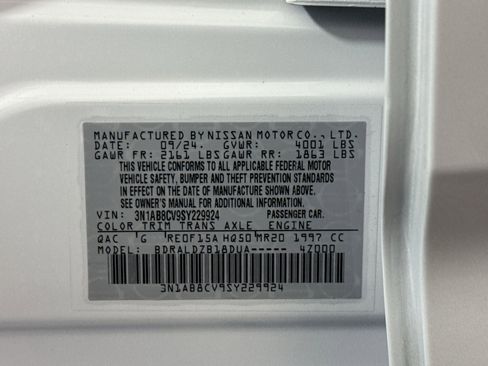 MANUFACTURED BY NISSAN MOTOR CO., LTD.
DATE: 09/24. GVWR: 4001 LBS
GAWR FR: 2161 LBS GAWR RR: 1863 LBS
THIS VEHICLE CONFORMS TO ALL APPLICABLE FEDERAL MOTOR
VEHICLE SAFETY, BUMPER AND THEFT PREVENTION STANDARDS
IN EFFECT ON THE DATE OF MANUFACTURE SHOWN ABOVE.
SEE OWNER'S MANUAL FOR ADDITIONAL INFORMATION.
VIN: 3N1AB8CV9SY229924 PASSENGER CAR.
COLOR TRIM TRANS AXLE ENGINE
QAC G RE0F15A HQ50 MR20 1997 CC
MODEL: BDRALDZB18DUA----- 4Z000
3N1AB8CV9SY229924